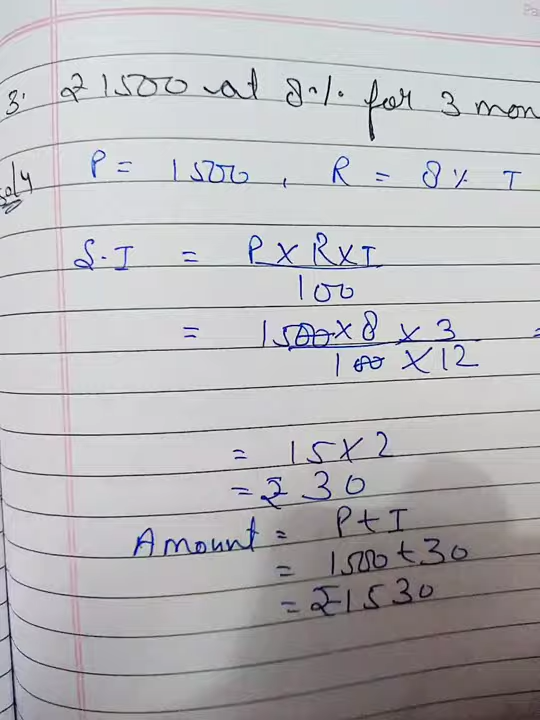 3. ₹1500 at 8% for 3 mon
Soly P = 1500, R = 8% T
S.I = P × R × T
100
= 1500 × 8 × 3 =
100 × 12
= 15 × 2
= ₹ 30
Amount = P + I
= 1500 + 30
= ₹1530